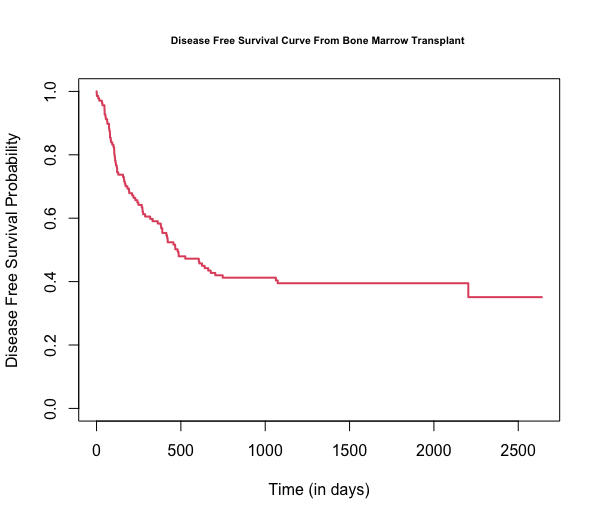 Disease Free Survival Curve From Bone Marrow Transplant
Disease Free Survival Probability
1.0
0.8
0.6
0.4
0.2
0.0
0 500 1000 1500 2000 2500
Time (in days)